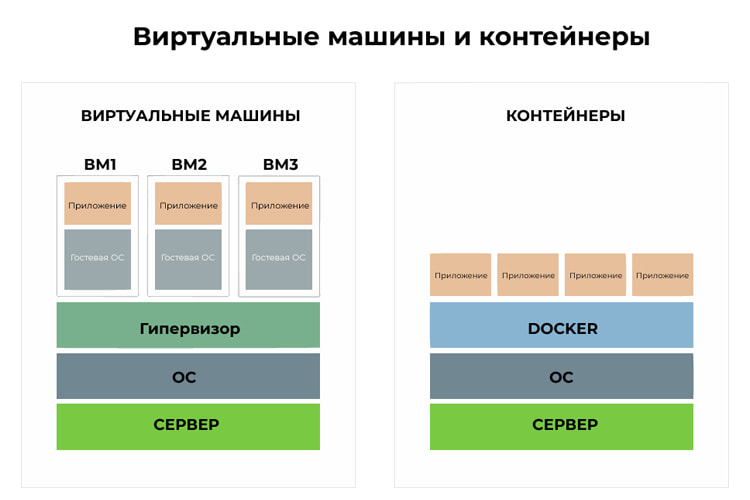 Виртуальные машины и контейнеры
ВИРТУАЛЬНЫЕ МАШИНЫ
ВМ1 ВМ2 ВМ3
Приложение Приложение Приложение
Гостевая ОС Гостевая ОС Гостевая ОС
Гипервизор
ОС
СЕРВЕР
КОНТЕЙНЕРЫ
Приложение Приложение Приложение Приложение
DOCKER
ОС
СЕРВЕР